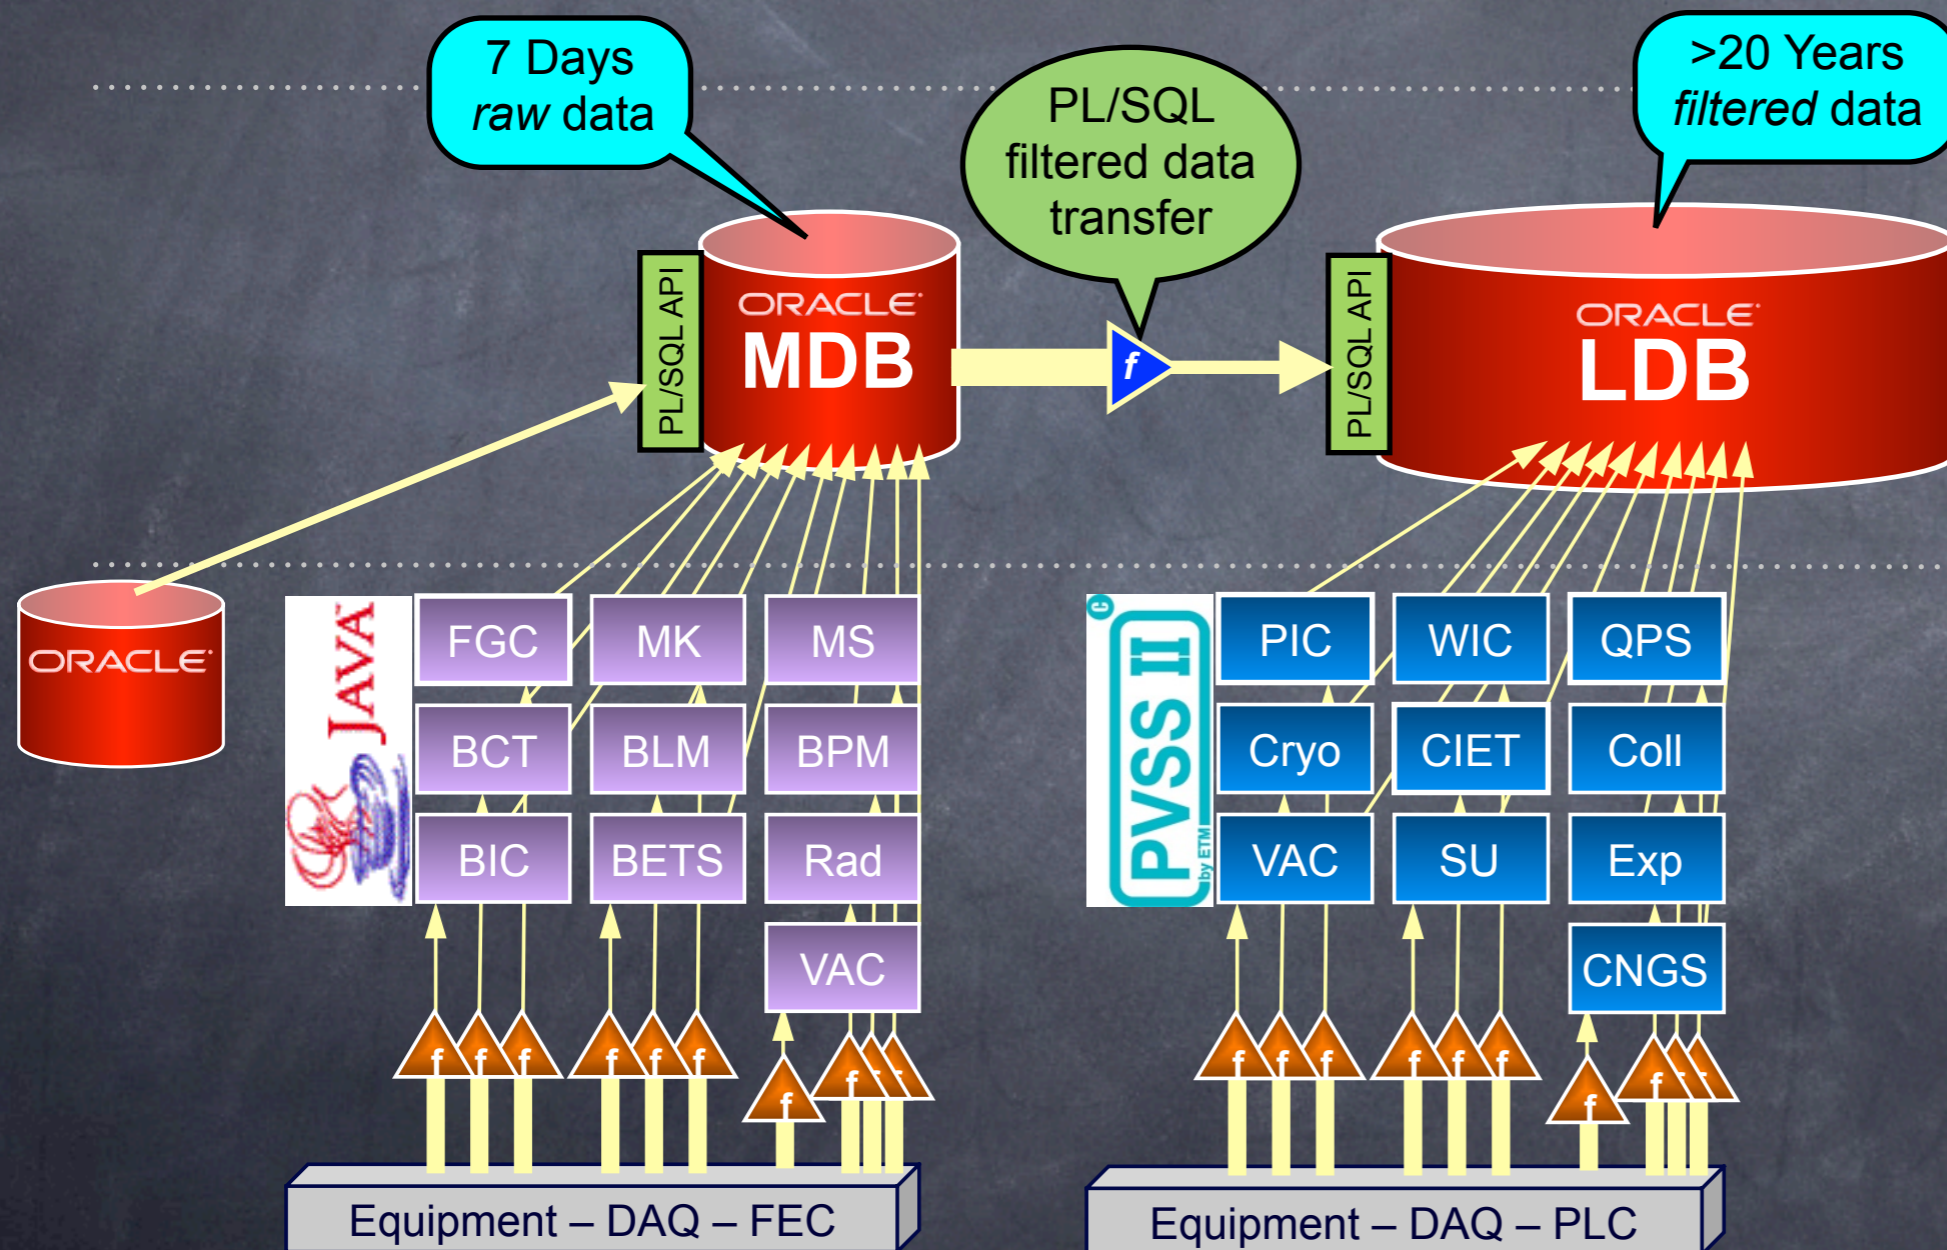 7 Days
raw data
PL/SQL
filtered data
transfer
>20 Years
filtered data
PL/SQL API
ORACLE
MDB
f
PL/SQL API
ORACLE
LDB
ORACLE
JAVA
FGC
MK
MS
BCT
BLM
BPM
BIC
BETS
Rad
VAC
f f f f f f f f
PVSS II
by ETM
C
PIC
WIC
QPS
Cryo
CIET
Coll
VAC
SU
Exp
CNGS
f f f f f f f f
Equipment – DAQ – FEC
Equipment – DAQ – PLC